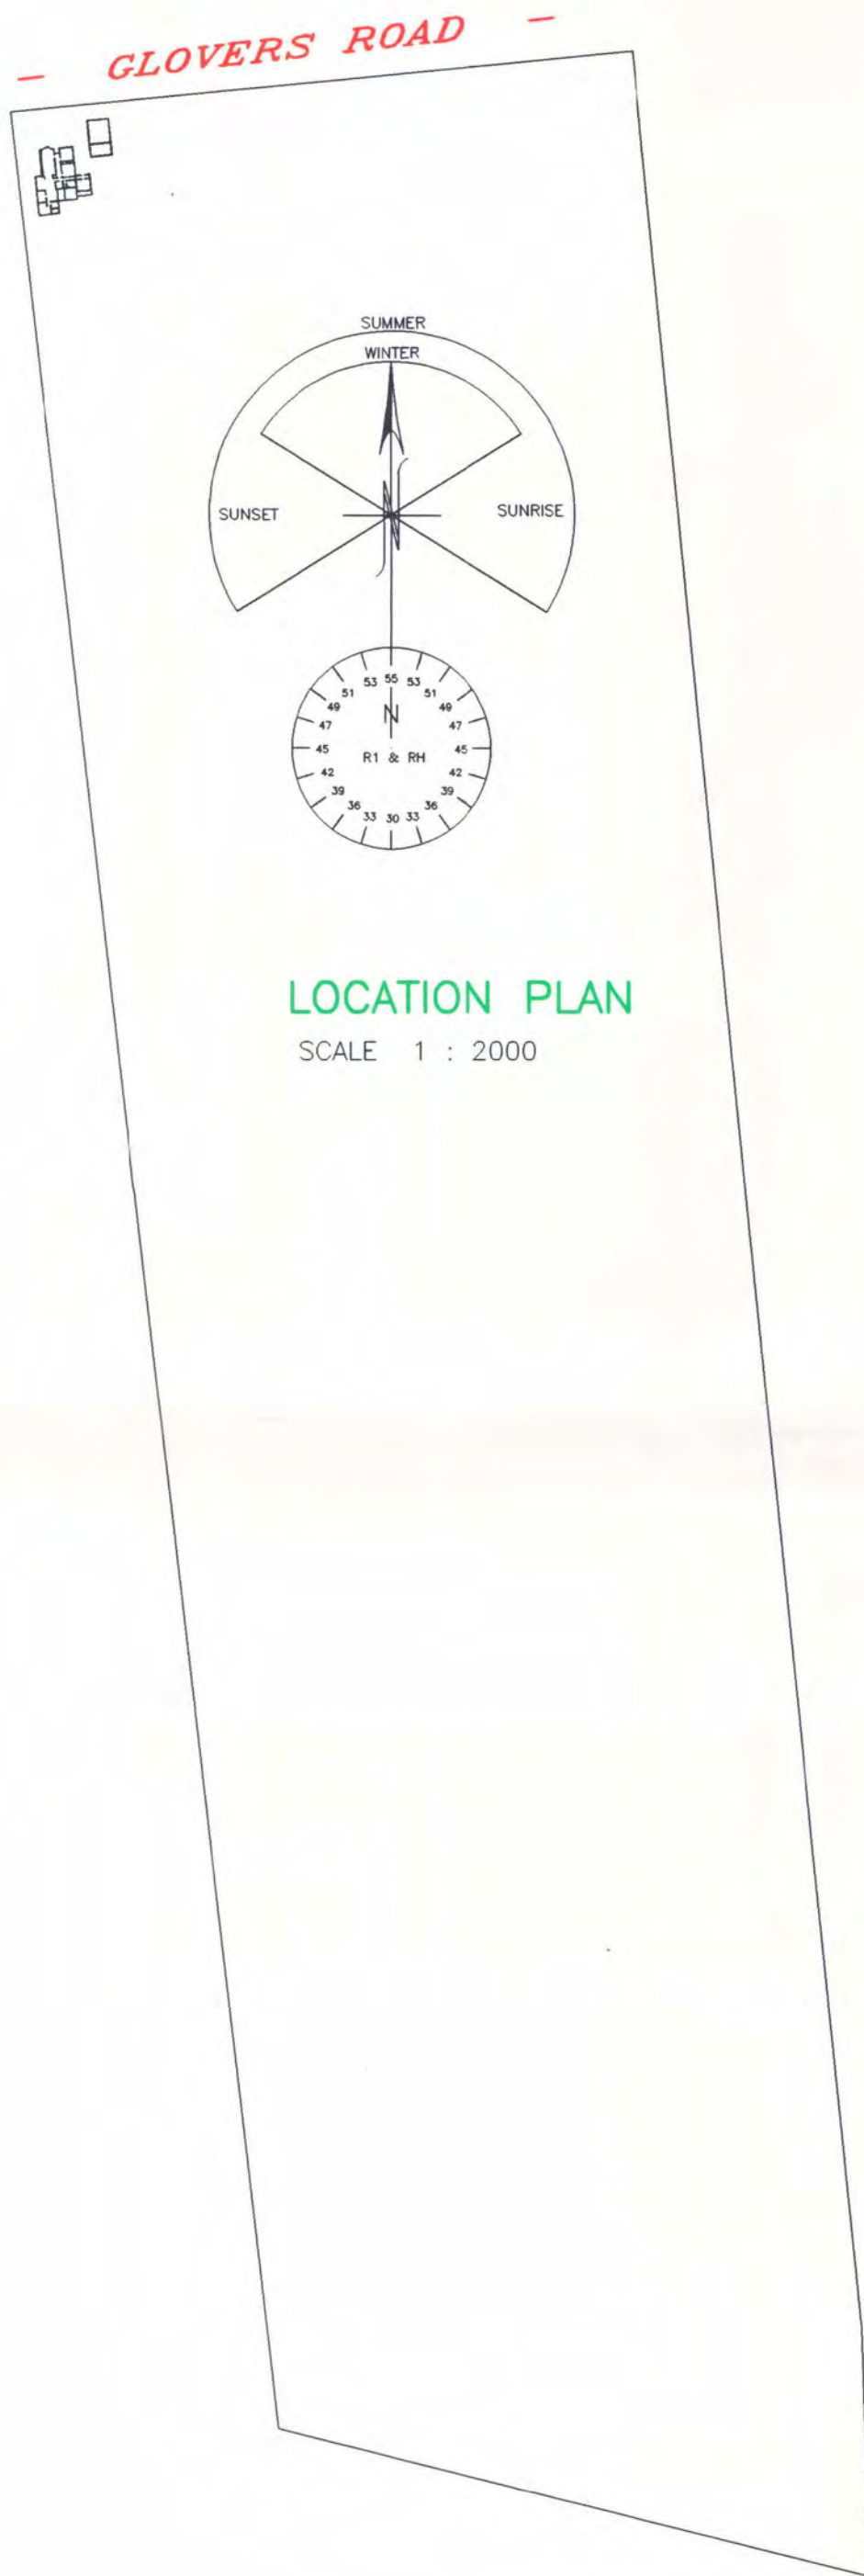 - GLOVERS ROAD -
SUMMER
WINTER
SUNSET SUNRISE
53 55 53
51 51
49 49
47 N 47
45 R1 & RH 45
42 42
39 39
36 36
33 30 33
LOCATION PLAN
SCALE 1 : 2000